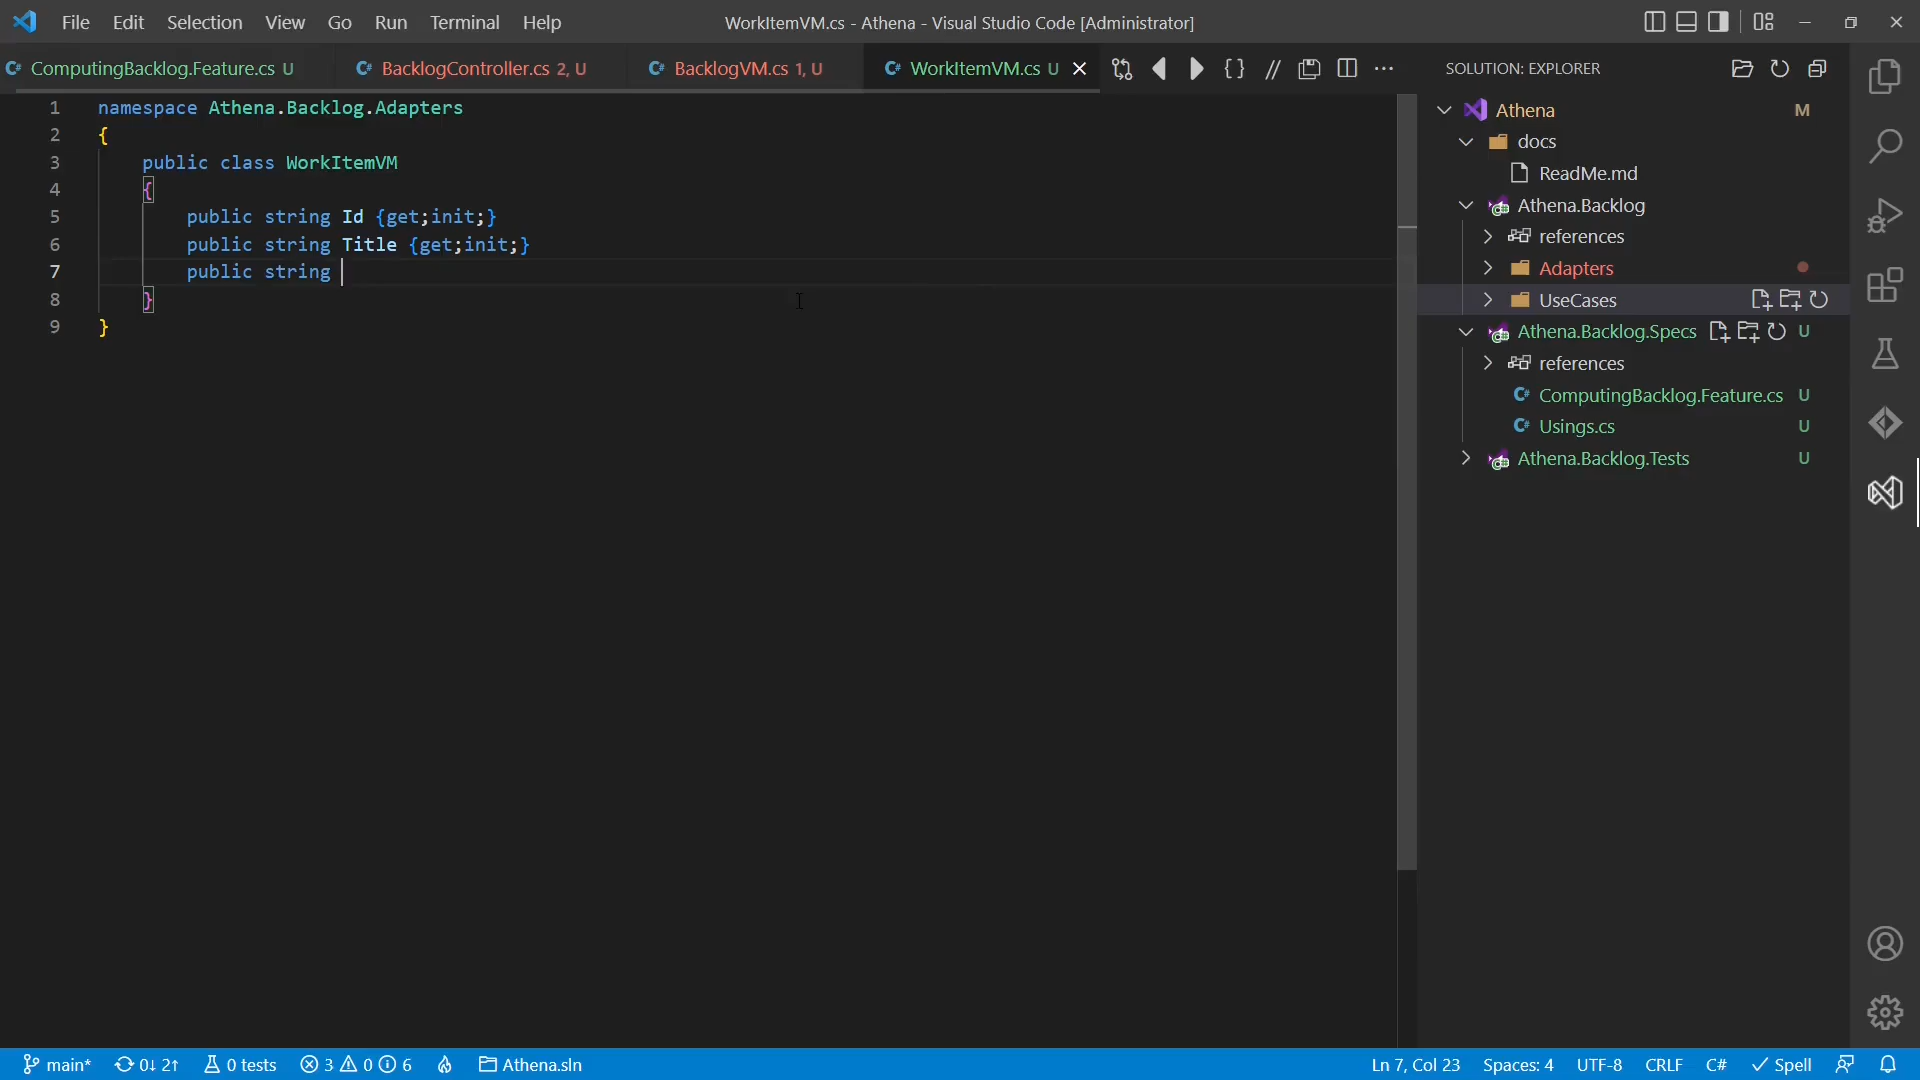 File Edit Selection View Go Run Terminal Help
WorkItemVM.cs - Athena - Visual Studio Code [Administrator]
ComputingBacklog.Feature.cs U
BacklogController.cs 2, U
BacklogVM.cs 1, U
WorkItemVM.cs U
1 namespace Athena.Backlog.Adapters
2 {
3 public class WorkItemVM
4 {
5 public string Id {get;init;}
6 public string Title {get;init;}
7 public string
8 }
9 }
SOLUTION: EXPLORER
Athena M
docs
ReadMe.md
Athena.Backlog
references
Adapters
UseCases
Athena.Backlog.Specs U
references
ComputingBacklog.Feature.cs U
Usings.cs U
Athena.Backlog.Tests U
main* 0↓ 2↑ 0 tests 3 0 6 Athena.sln
Ln 7, Col 23 Spaces: 4 UTF-8 CRLF C# Spell